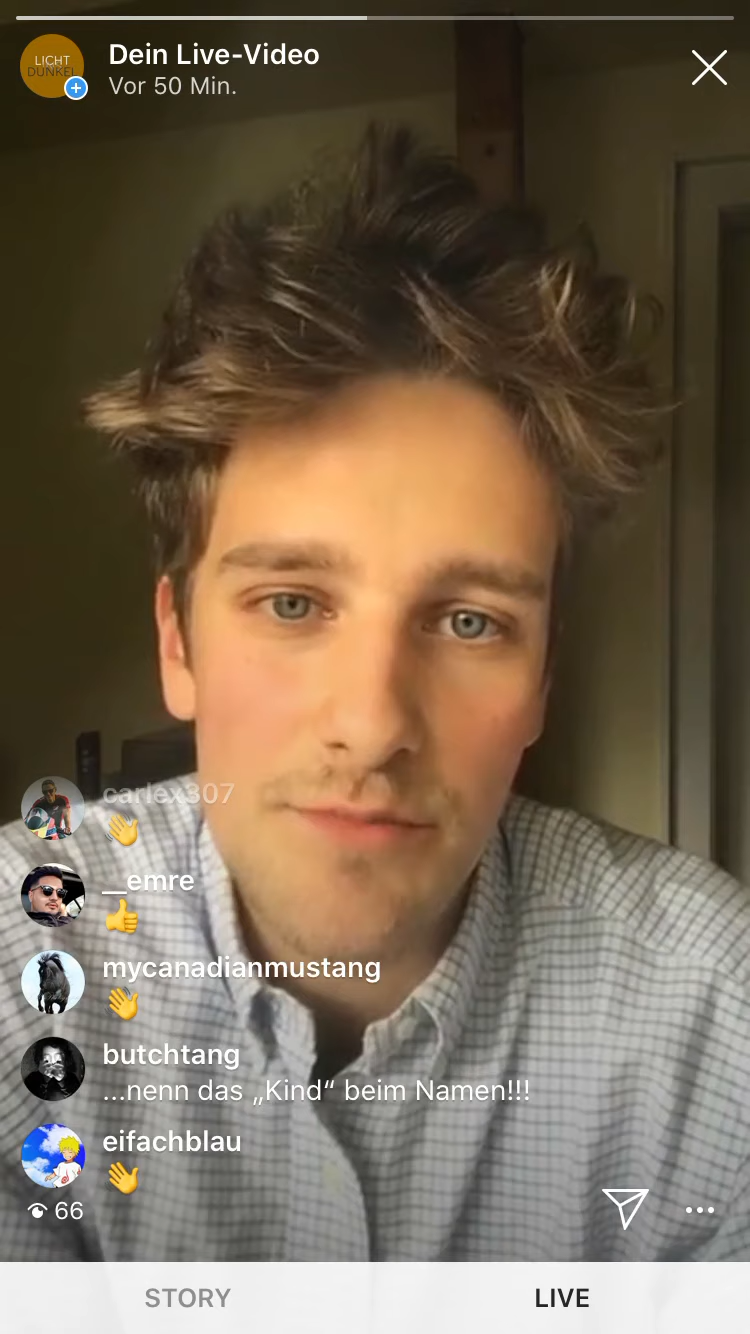 LICHT
DUNKEL
Dein Live-Video
Vor 50 Min.
carlex307
👋
__emre
👍
mycanadianmustang
👋
butchtang
...nenn das „Kind“ beim Namen!!!
eifachblau
👋
66
STORY
LIVE